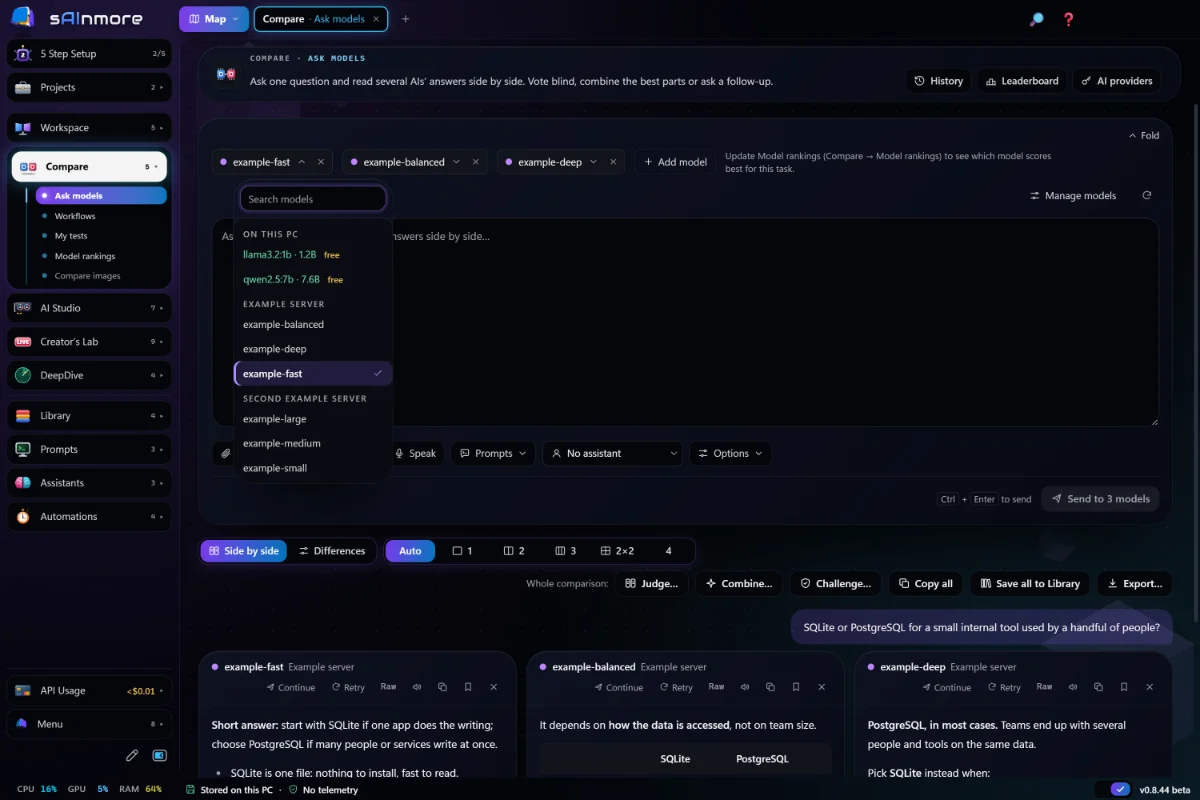 sAInmore
Map
Compare · Ask models
5 Step Setup 2/5
Projects 2
Workspace 5
Compare 5
Ask models
Workflows
My tests
Model rankings
Compare images
AI Studio 7
LIVE Creator's Lab 9
DeepDive 4
Library 4
Prompts 3
Assistants 3
Automations 4
API Usage <$0.01
Menu 8
CPU 16% GPU 5% RAM 64%
COMPARE · ASK MODELS
Ask one question and read several AIs' answers side by side. Vote blind, combine the best parts or ask a follow-up.
History
Leaderboard
AI providers
Fold
example-fast
example-balanced
example-deep
+ Add model
Update Model rankings (Compare → Model rankings) to see which model scores
best for this task.
Manage models
Search models
As
nswers side by side...
ON THIS PC
llama3.2:1b · 1.2B free
qwen2.5:7b · 7.6B free
EXAMPLE SERVER
example-balanced
example-deep
example-fast
SECOND EXAMPLE SERVER
example-large
example-medium
example-small
Speak
Prompts
No assistant
Options
Ctrl + Enter to send
Send to 3 models
Side by side
Differences
Auto
1
2
3
2×2
4
Whole comparison:
Judge...
Combine...
Challenge...
Copy all
Save all to Library
Export...
SQLite or PostgreSQL for a small internal tool used by a handful of people?
example-fast Example server
Continue Retry Raw
Short answer: start with SQLite if one app does the writing;
choose PostgreSQL if many people or services write at once.
• SQLite is one file: nothing to install, fast to read.
example-balanced Example server
Continue Retry Raw
It depends on how the data is accessed, not on team size.
SQLite PostgreSQL
example-deep Example server
Continue Retry Raw
PostgreSQL, in most cases. Teams end up with several
people and tools on the same data.
Pick SQLite instead when:
Stored on this PC · No telemetry
v0.8.44 beta